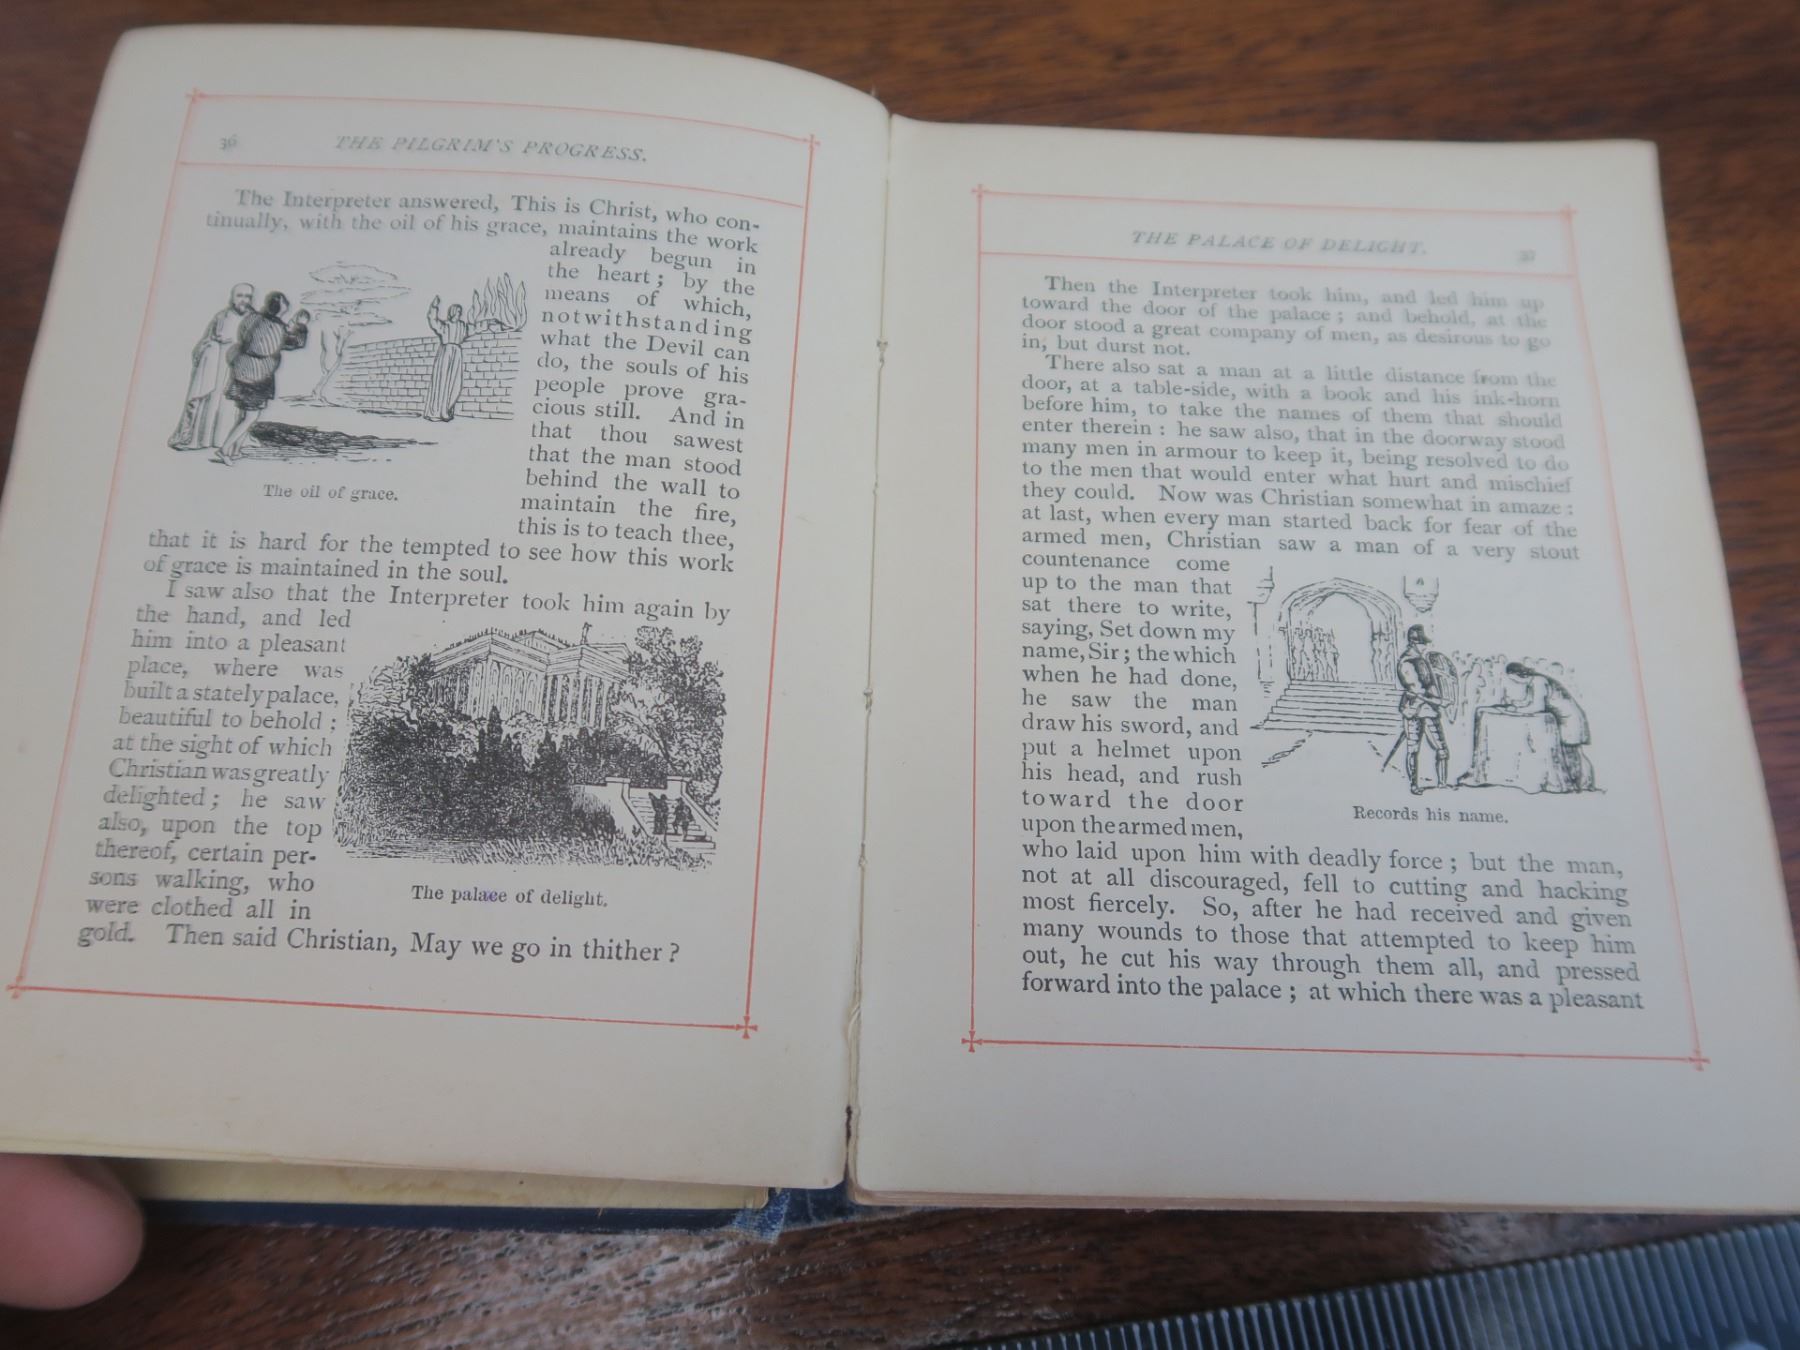 36
THE PILGRIM'S PROGRESS.
The Interpreter answered, This is Christ, who con-
tinually, with the oil of his grace, maintains the work
already begun in
the heart; by the
means of which,
notwithstanding
what the Devil can
do, the souls of his
people prove gra-
cious still. And in
that thou sawest
that the man stood
behind the wall to
maintain the fire,
this is to teach thee,
The oil of grace.
that it is hard for the tempted to see how this work
of grace is maintained in the soul.
I saw also that the Interpreter took him again by
the hand, and led
him into a pleasant
place, where was
built a stately palace,
beautiful to behold;
at the sight of which
Christian was greatly
delighted; he saw
also, upon the top
thereof, certain per-
sons walking, who
were clothed all in
The palace of delight.
gold. Then said Christian, May we go in thither?
THE PALACE OF DELIGHT.
37
Then the Interpreter took him, and led him up
toward the door of the palace; and behold, at the
door stood a great company of men, as desirous to go
in, but durst not.
There also sat a man at a little distance from the
door, at a table-side, with a book and his ink-horn
before him, to take the names of them that should
enter therein: he saw also, that in the doorway stood
many men in armour to keep it, being resolved to do
to the men that would enter what hurt and mischief
they could. Now was Christian somewhat in amaze:
at last, when every man started back for fear of the
armed men, Christian saw a man of a very stout
countenance come
up to the man that
sat there to write,
saying, Set down my
name, Sir; the which
when he had done,
he saw the man
draw his sword, and
put a helmet upon
his head, and rush
toward the door
upon the armed men,
Records his name.
who laid upon him with deadly force; but the man,
not at all discouraged, fell to cutting and hacking
most fiercely. So, after he had received and given
many wounds to those that attempted to keep him
out, he cut his way through them all, and pressed
forward into the palace; at which there was a pleasant